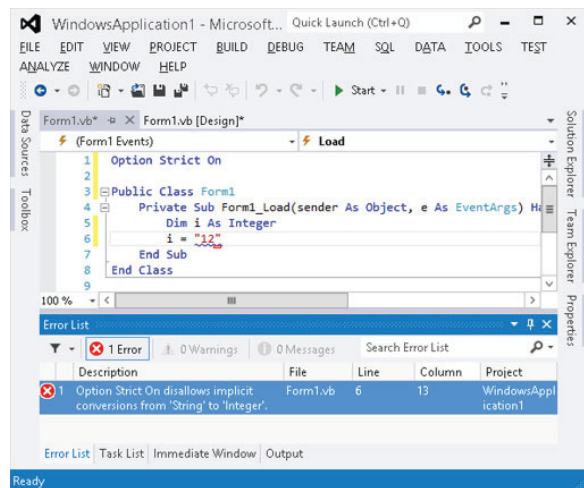 WindowsApplication1 - Microsoft... Quick Launch (Ctrl+Q)
FILE EDIT VIEW PROJECT BUILD DEBUG TEAM SQL DATA TOOLS TEST
ANALYZE WINDOW HELP
Start
Data Sources
Toolbox
Form1.vb* Form1.vb [Design]*
(Form1 Events) Load
1 Option Strict On
2
3 Public Class Form1
4 Private Sub Form1_Load(sender As Object, e As EventArgs) Ha
5 Dim i As Integer
6 i = "12"
7 End Sub
8 End Class
9
100 %
Solution Explorer
Team Explorer
Properties
Error List
1 Error 0 Warnings 0 Messages Search Error List
Description File Line Column Project
1 Option Strict On disallows implicit Form1.vb 6 13 WindowsAppl
conversions from 'String' to 'Integer'. ication1
Error List Task List Immediate Window Output
Ready